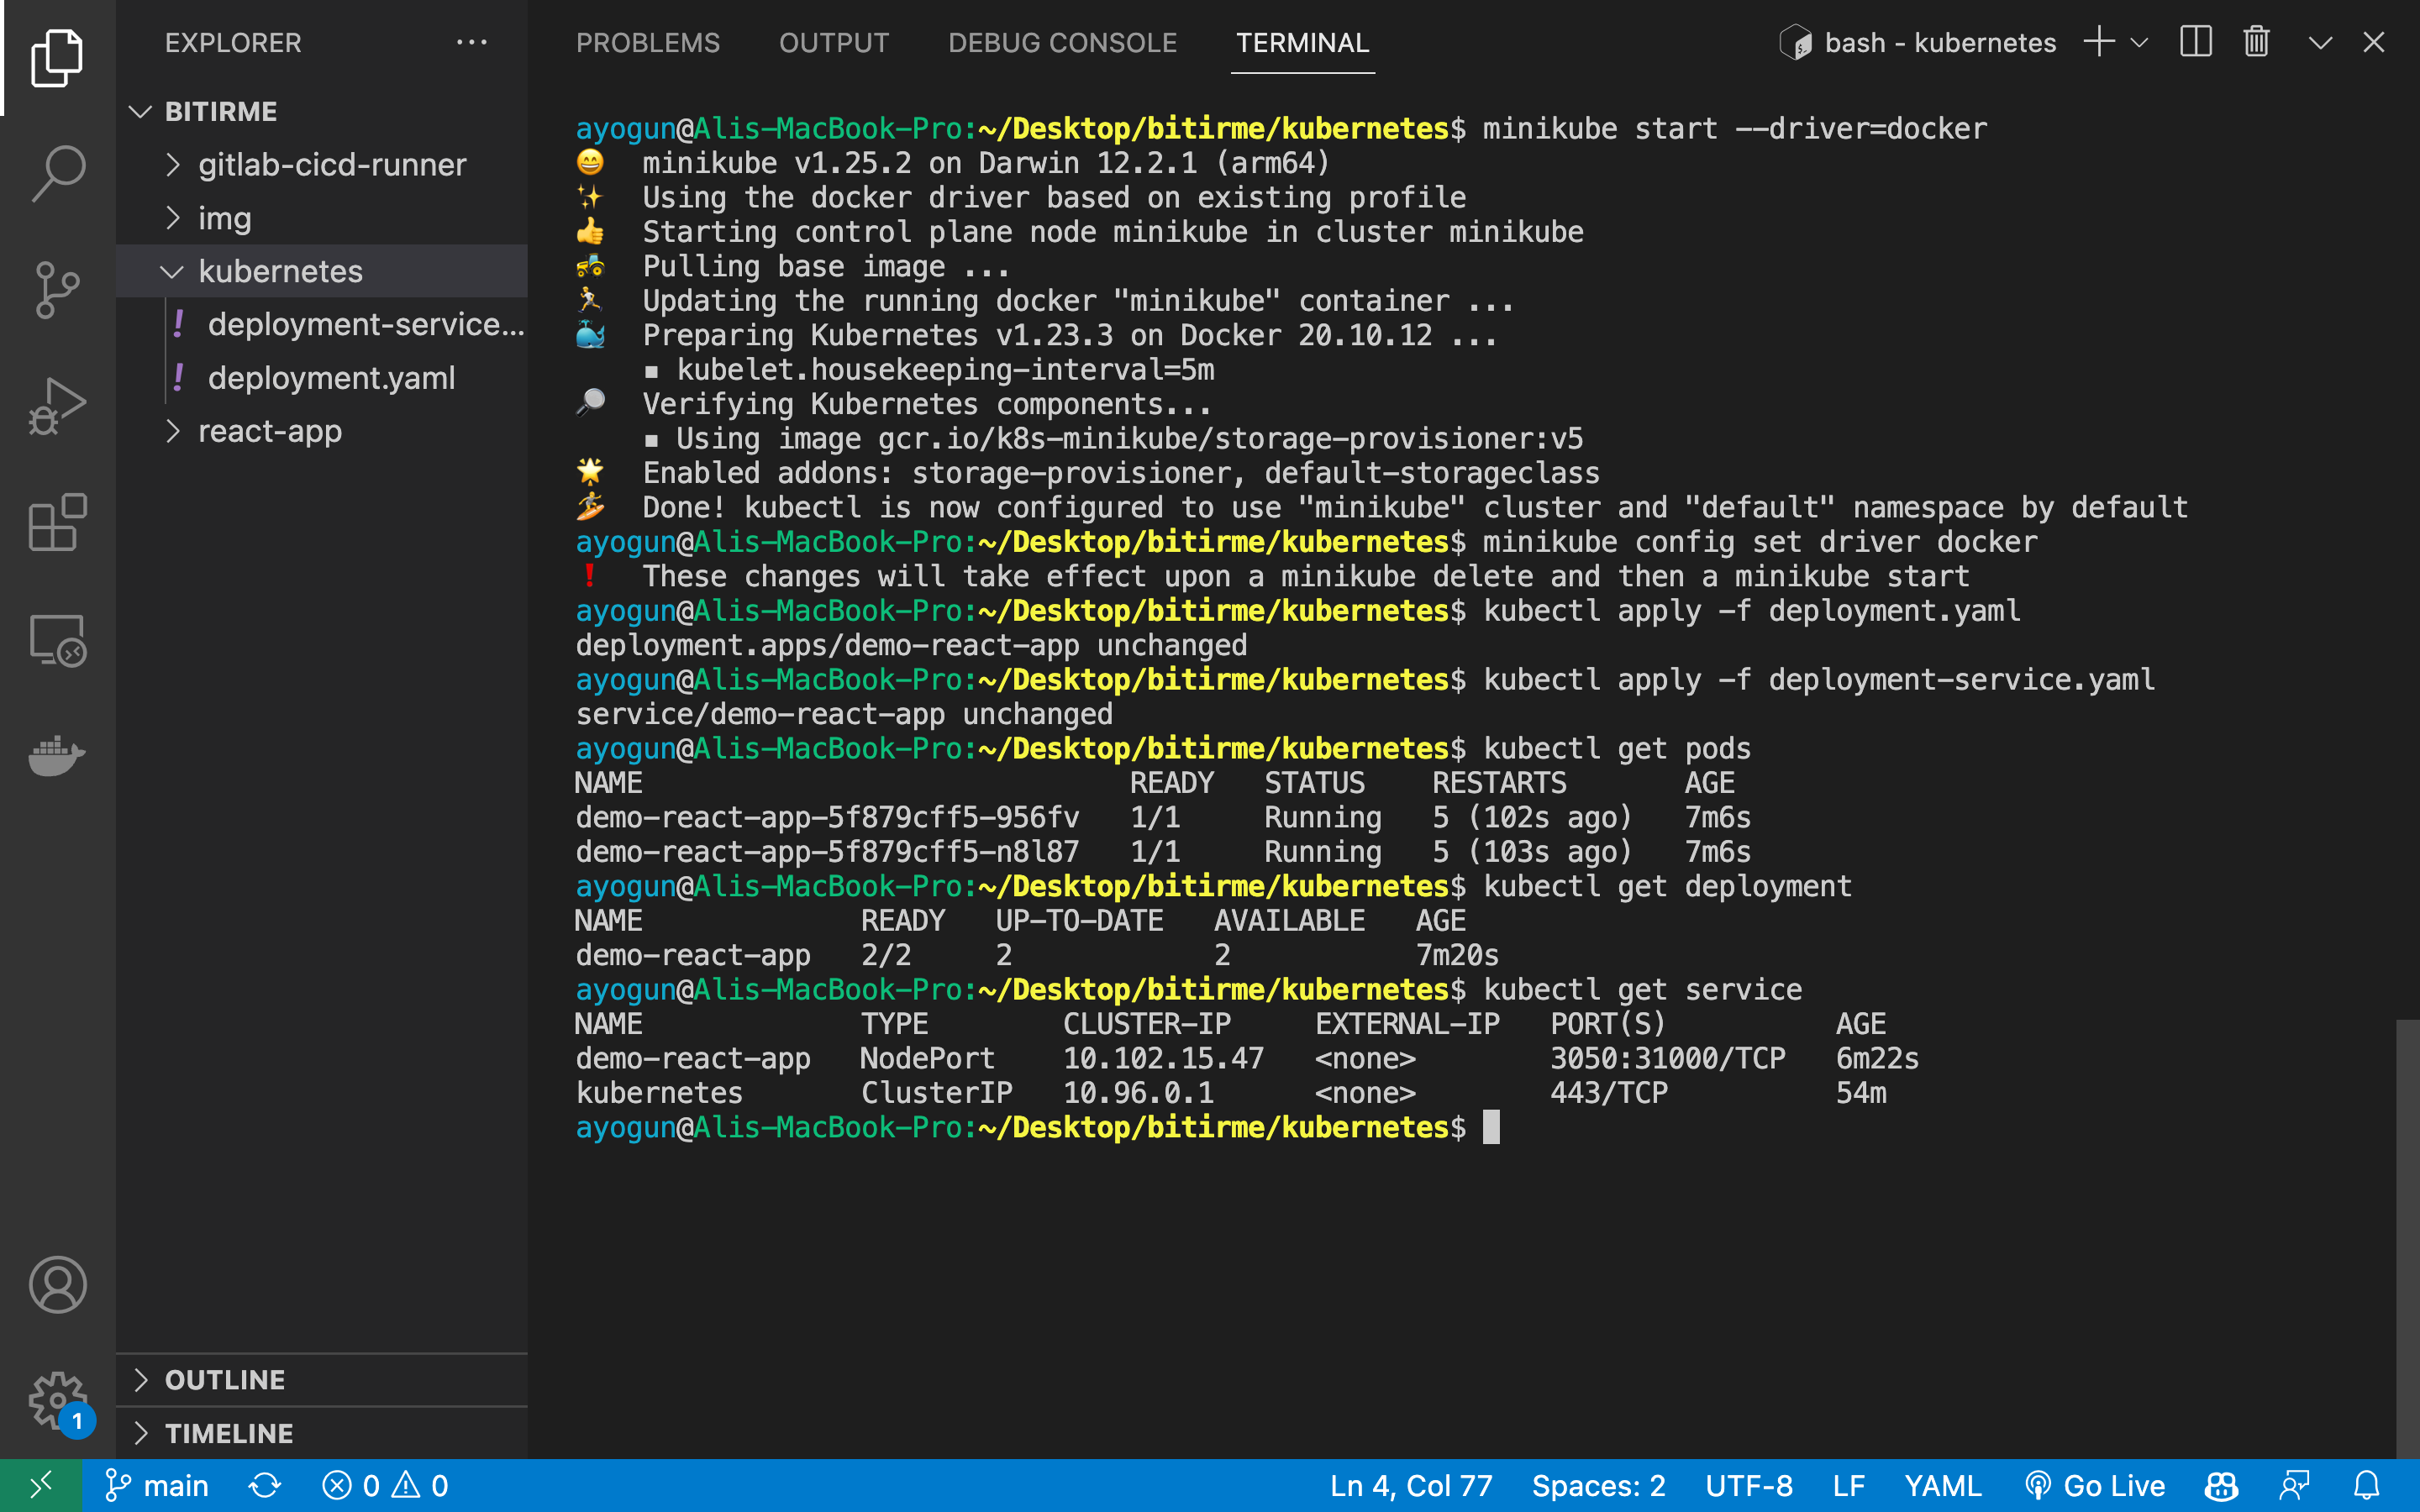 EXPLORER
BITIRME
gitlab-cicd-runner
img
kubernetes
! deployment-service...
! deployment.yaml
react-app
OUTLINE
TIMELINE
PROBLEMS OUTPUT DEBUG CONSOLE TERMINAL
bash - kubernetes
ayogun@Alis-MacBook-Pro:~/Desktop/bitirme/kubernetes$ minikube start --driver=docker
😄 minikube v1.25.2 on Darwin 12.2.1 (arm64)
✨ Using the docker driver based on existing profile
👍 Starting control plane node minikube in cluster minikube
🚜 Pulling base image ...
🏃 Updating the running docker "minikube" container ...
🐳 Preparing Kubernetes v1.23.3 on Docker 20.10.12 ...
▪ kubelet.housekeeping-interval=5m
🔎 Verifying Kubernetes components...
▪ Using image gcr.io/k8s-minikube/storage-provisioner:v5
🌟 Enabled addons: storage-provisioner, default-storageclass
🏄 Done! kubectl is now configured to use "minikube" cluster and "default" namespace by default
ayogun@Alis-MacBook-Pro:~/Desktop/bitirme/kubernetes$ minikube config set driver docker
❗ These changes will take effect upon a minikube delete and then a minikube start
ayogun@Alis-MacBook-Pro:~/Desktop/bitirme/kubernetes$ kubectl apply -f deployment.yaml
deployment.apps/demo-react-app unchanged
ayogun@Alis-MacBook-Pro:~/Desktop/bitirme/kubernetes$ kubectl apply -f deployment-service.yaml
service/demo-react-app unchanged
ayogun@Alis-MacBook-Pro:~/Desktop/bitirme/kubernetes$ kubectl get pods
NAME READY STATUS RESTARTS AGE
demo-react-app-5f879cff5-956fv 1/1 Running 5 (102s ago) 7m6s
demo-react-app-5f879cff5-n8l87 1/1 Running 5 (103s ago) 7m6s
ayogun@Alis-MacBook-Pro:~/Desktop/bitirme/kubernetes$ kubectl get deployment
NAME READY UP-TO-DATE AVAILABLE AGE
demo-react-app 2/2 2 2 7m20s
ayogun@Alis-MacBook-Pro:~/Desktop/bitirme/kubernetes$ kubectl get service
NAME TYPE CLUSTER-IP EXTERNAL-IP PORT(S) AGE
demo-react-app NodePort 10.102.15.47 <none> 3050:31000/TCP 6m22s
kubernetes ClusterIP 10.96.0.1 <none> 443/TCP 54m
ayogun@Alis-MacBook-Pro:~/Desktop/bitirme/kubernetes$
1
main 0 0 Ln 4, Col 77 Spaces: 2 UTF-8 LF YAML Go Live